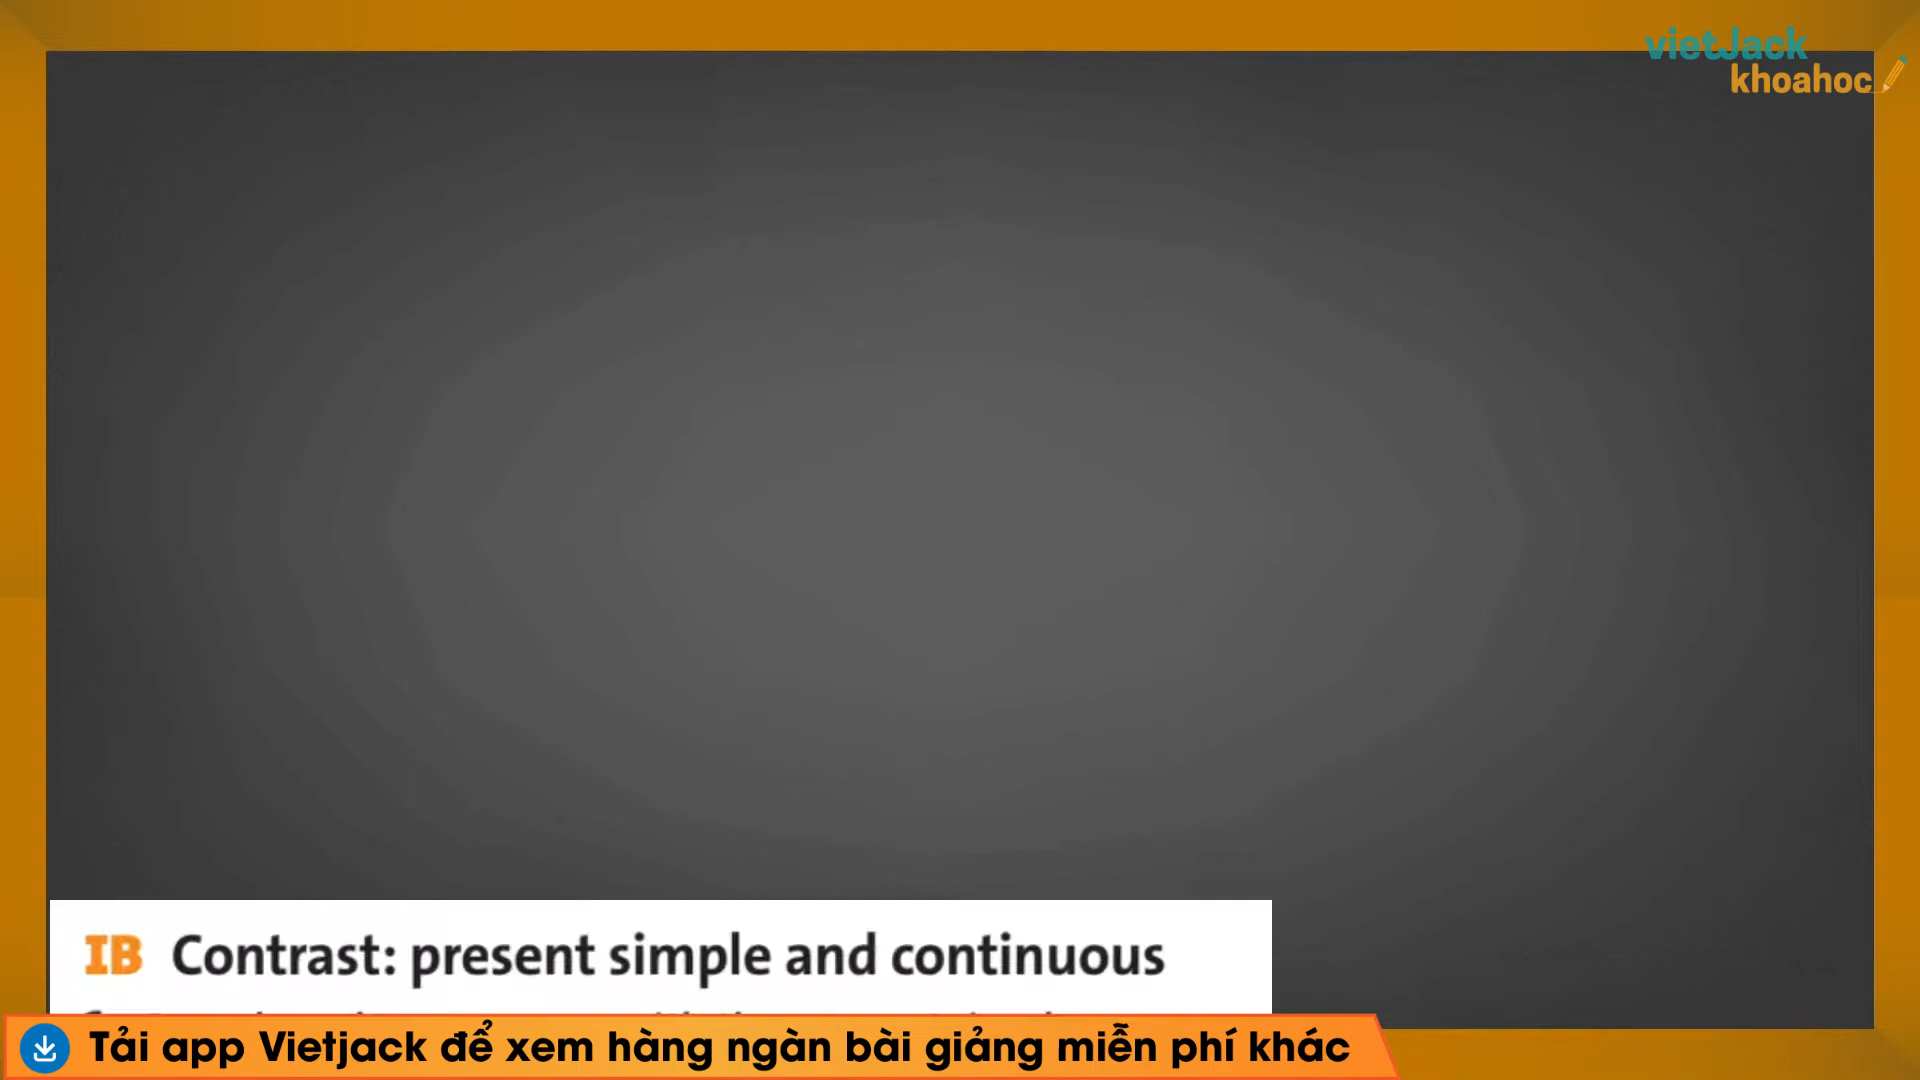 vietJack
khoahoc
IB Contrast: present simple and continuous
Tải app Vietjack để xem hàng ngàn bài giảng miễn phí khác